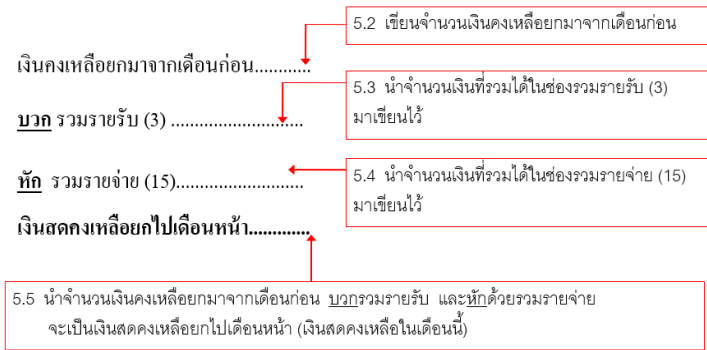 5.2 เขียนจำนวนเงินคงเหลือยกมาจากเดือนก่อน
เงินคงเหลือยกมาจากเดือนก่อน............
5.3 นำจำนวนเงินที่รวมได้ในช่องรวมรายรับ (3)
มาเขียนไว้
บวก รวมรายรับ (3) ............................
5.4 นำจำนวนเงินที่รวมได้ในช่องรวมรายจ่าย (15)
มาเขียนไว้
หัก รวมรายจ่าย (15)...........................
เงินสดคงเหลือยกไปเดือนหน้า.............
5.5 นำจำนวนเงินคงเหลือยกมาจากเดือนก่อน บวกรวมรายรับ และหักด้วยรวมรายจ่าย
จะเป็นเงินสดคงเหลือยกไปเดือนหน้า (เงินสดคงเหลือในเดือนนี้)